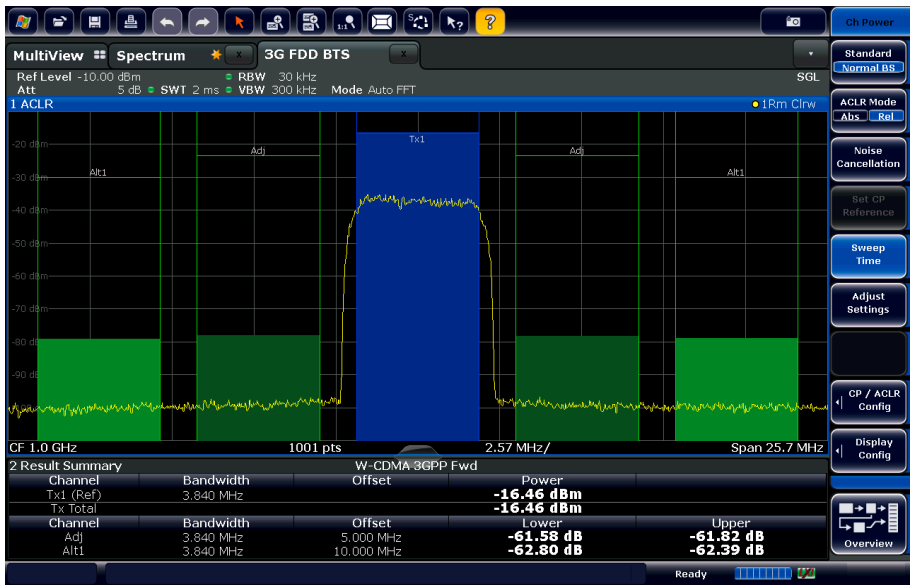 Ch Power
MultiView Spectrum x 3G FDD BTS x
Ref Level -10.00 dBm RBW 30 kHz SGL
Att 5 dB SWT 2 ms VBW 300 kHz Mode Auto FFT
1 ACLR 1Rm Clrw
Tx1
-20 dBm
Adj Adj
Alt1 Alt1
-30 dBm
-40 dBm
-50 dBm
-60 dBm
-70 dBm
-80 dBm
-90 dBm
CF 1.0 GHz 1001 pts 2.57 MHz/ Span 25.7 MHz
2 Result Summary W-CDMA 3GPP Fwd
Channel Bandwidth Offset Power
Tx1 (Ref) 3.840 MHz -16.46 dBm
Tx Total -16.46 dBm
Channel Bandwidth Offset Lower Upper
Adj 3.840 MHz 5.000 MHz -61.58 dB -61.82 dB
Alt1 3.840 MHz 10.000 MHz -62.80 dB -62.39 dB
Ready
Standard
Normal BS
ACLR Mode
Abs Rel
Noise
Cancellation
Set CP
Reference
Sweep
Time
Adjust
Settings
CP / ACLR
Config
Display
Config
Overview